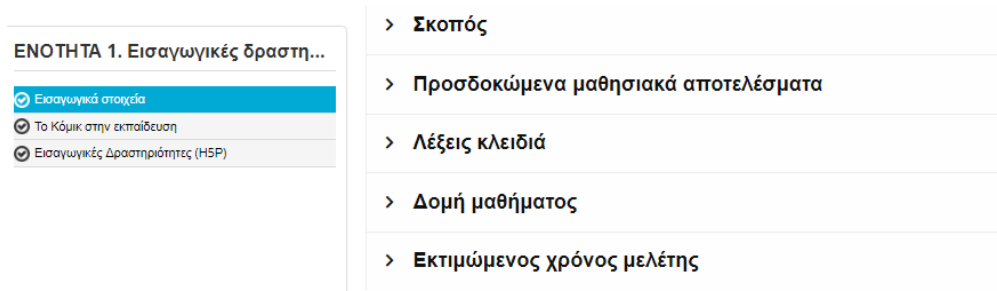 ΕΝΟΤΗΤΑ 1. Εισαγωγικές δραστη...
Εισαγωγικά στοιχεία
Το Κόμικ στην εκπαίδευση
Εισαγωγικές Δραστηριότητες (H5P)
Σκοπός
Προσδοκώμενα μαθησιακά αποτελέσματα
Λέξεις κλειδιά
Δομή μαθήματος
Εκτιμώμενος χρόνος μελέτης